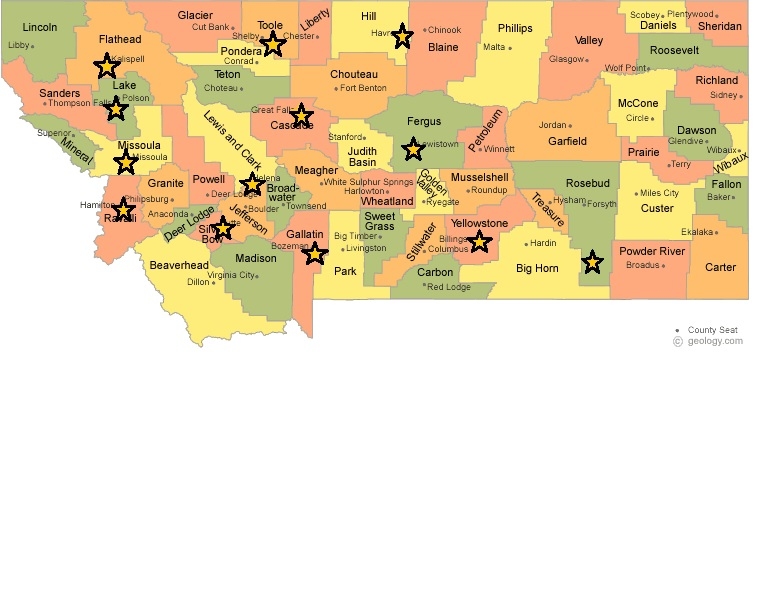 Lincoln
Libby
Flathead
Kalispell
Glacier
Cut Bank
Toole
Shelby
Liberty
Chester
Hill
Chinook
Blaine
Phillips
Malta
Valley
Glasgow
Scobey
Daniels
Plentywood
Sheridan
Roosevelt
Wolf Point
Pondera
Conrad
Teton
Choteau
Chouteau
Fort Benton
Sanders
Thompson Falls
Lake
Polson
Richland
Sidney
McCone
Circle
Dawson
Glendive
Wibaux
Wibaux
Superior
Mineral
Missoula
Missoula
Lewis and Clark
Great Falls
Cascade
Stanford
Judith
Basin
Fergus
Lewistown
Petroleum
Winnett
Jordan
Garfield
Prairie
Terry
Powell
Deer Lodge
Granite
Philipsburg
Helena
Broad-
water
Townsend
Meagher
White Sulphur Springs
Harlowton
Wheatland
Golden
Valley
Ryegate
Musselshell
Roundup
Treasure
Hysham
Rosebud
Forsyth
Miles City
Custer
Fallon
Baker
Hamilton
Ravalli
Anaconda
Deer Lodge
Silver
Bow
Jefferson
Boulder
Gallatin
Bozeman
Big Timber
Livingston
Park
Sweet
Grass
Stillwater
Columbus
Yellowstone
Billings
Hardin
Big Horn
Ekalaka
Carter
Powder River
Broadus
Beaverhead
Dillon
Madison
Virginia City
Carbon
Red Lodge
County Seat
© geology.com